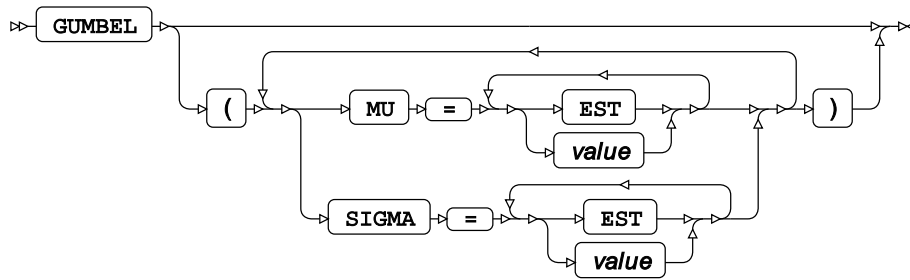 GUMBEL
( MU = EST )
value
SIGMA = EST
value